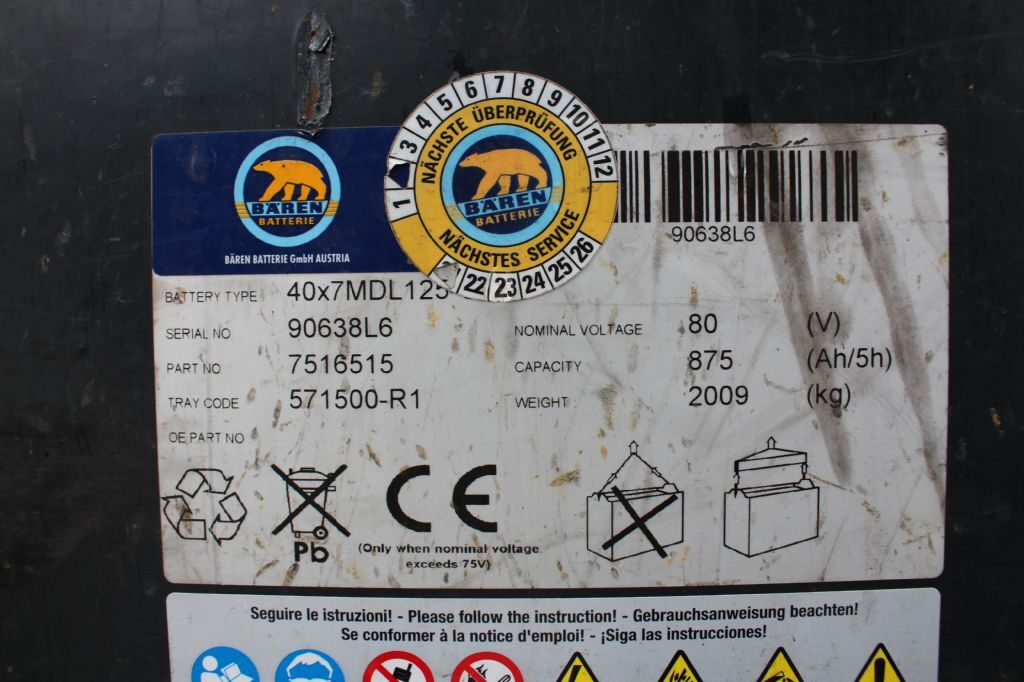 BÄREN
BATTERIE
BÄREN BATTERIE GmbH AUSTRIA
1 3 4 5 6 7 8 9 10 11 12
NÄCHSTE ÜBERPRÜFUNG
BÄREN
BATTERIE
NÄCHSTES SERVICE
22 23 24 25 26
90638L6
BATTERY TYPE 40x7MDL125-
SERIAL NO 90638L6 NOMINAL VOLTAGE 80 (V)
PART NO 7516515 CAPACITY 875 (Ah/5h)
TRAY CODE 571500-R1 WEIGHT 2009 (kg)
OE PART NO
CE
Pb
(Only when nominal voltage
exceeds 75V)
Seguire le istruzioni! - Please follow the instruction! - Gebrauchsanweisung beachten!
Se conformer à la notice d'emploi! - ¡Siga las instrucciones!